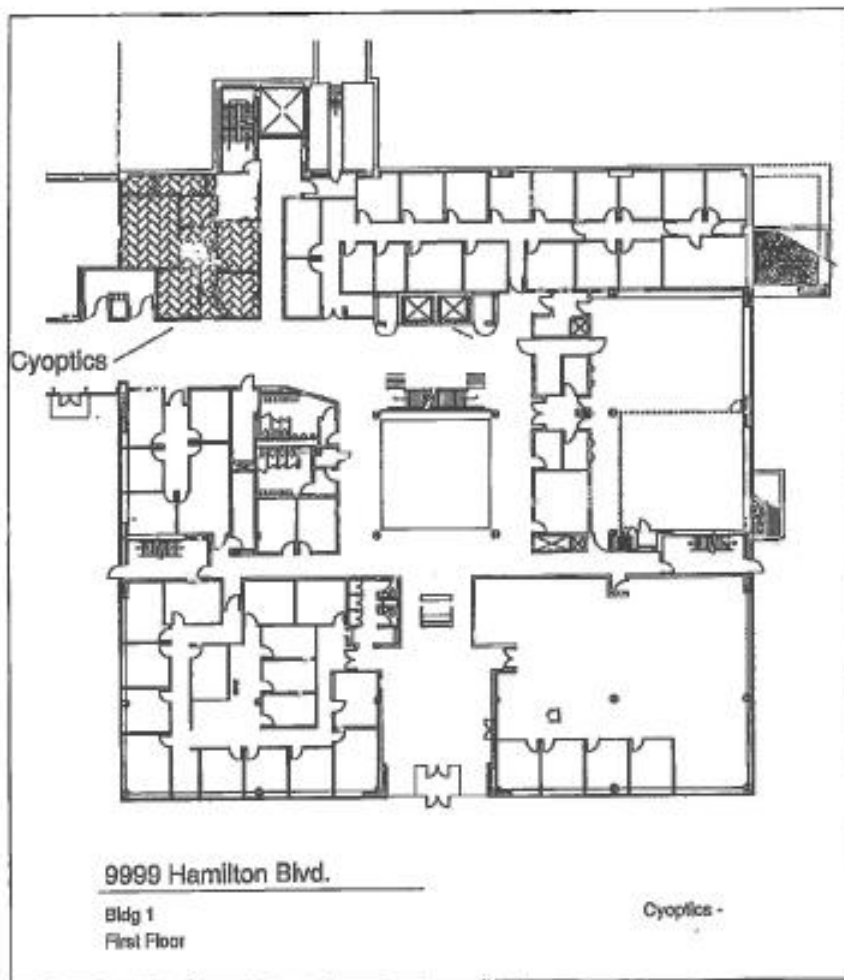 Cyoptics
9999 Hamilton Blvd.
Bldg 1
First Floor
Cyoptics -